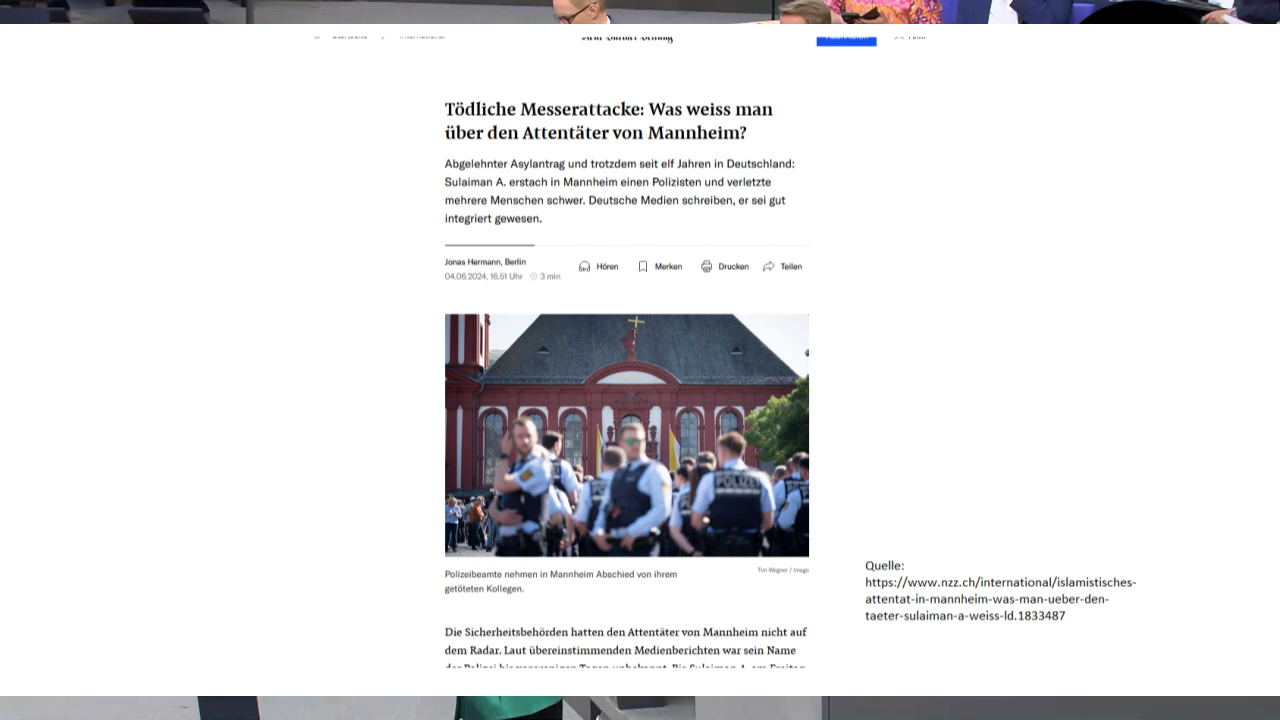 Tödliche Messerattacke: Was weiss man
über den Attentäter von Mannheim?
Abgelehnter Asylantrag und trotzdem seit elf Jahren in Deutschland:
Sulaiman A. erstach in Mannheim einen Polizisten und verletzte
mehrere Menschen schwer. Deutsche Medien schreiben, er sei gut
integriert gewesen.
Jonas Hermann, Berlin
04.06.2024, 16.51 Uhr 3 min
Hören Merken Drucken Teilen
POLIZEI
Tim Wegner / Imago
Polizeibeamte nehmen in Mannheim Abschied von ihrem
getöteten Kollegen.
Die Sicherheitsbehörden hatten den Attentäter von Mannheim nicht auf
dem Radar. Laut übereinstimmenden Medienberichten war sein Name
Quelle:
https://www.nzz.ch/international/islamistisches-
attentat-in-mannheim-was-man-ueber-den-
taeter-sulaiman-a-weiss-ld.1833487